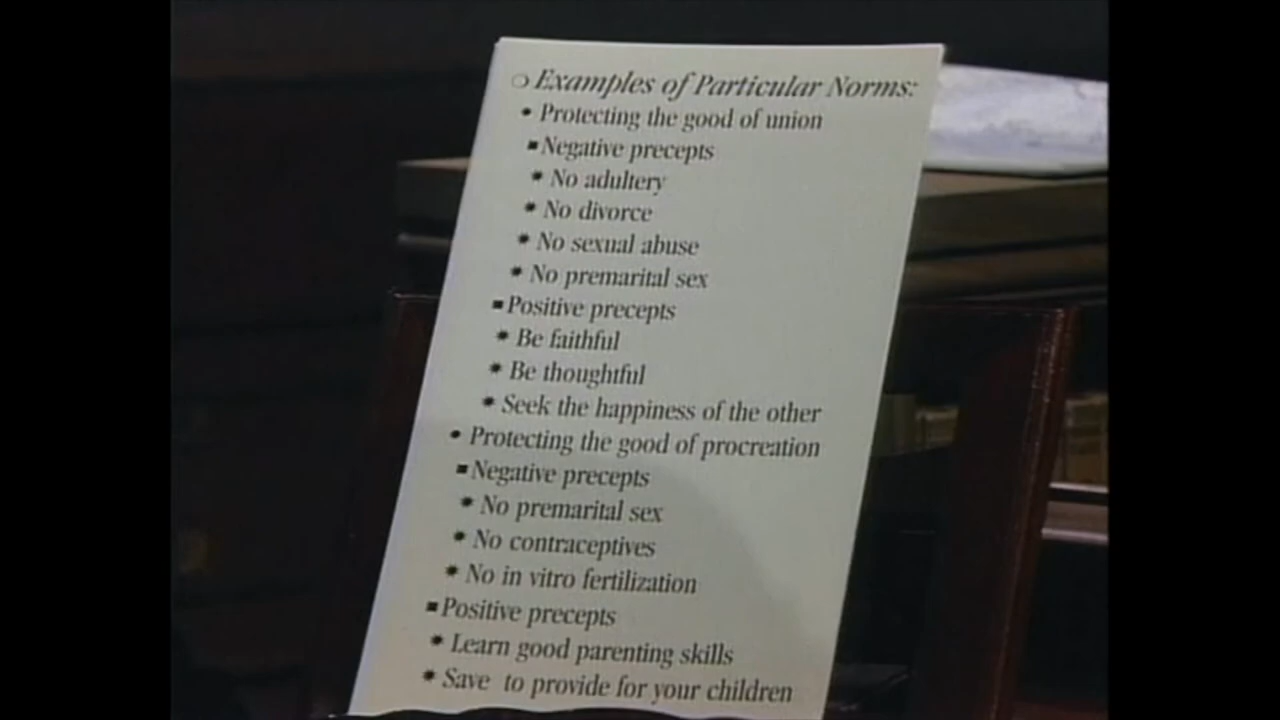 ○ Examples of Particular Norms:
• Protecting the good of union
▪ Negative precepts
* No adultery
* No divorce
* No sexual abuse
* No premarital sex
▪ Positive precepts
* Be faithful
* Be thoughtful
* Seek the happiness of the other
• Protecting the good of procreation
▪ Negative precepts
* No premarital sex
* No contraceptives
* No in vitro fertilization
▪ Positive precepts
* Learn good parenting skills
* Save to provide for your children